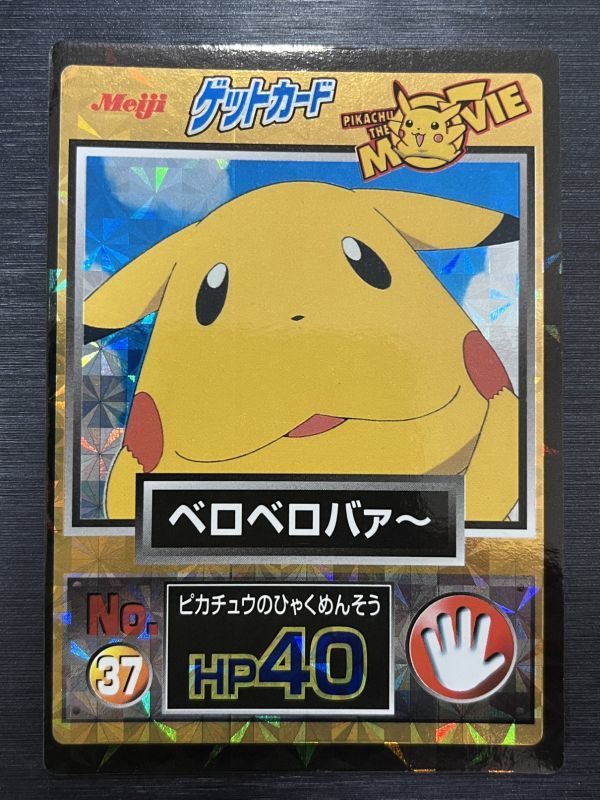 Meiji
ゲットカード
PIKACHU
THE
MOVIE
ベロベロバァ～
No.
37
ピカチュウのひゃくめんそう
HP40